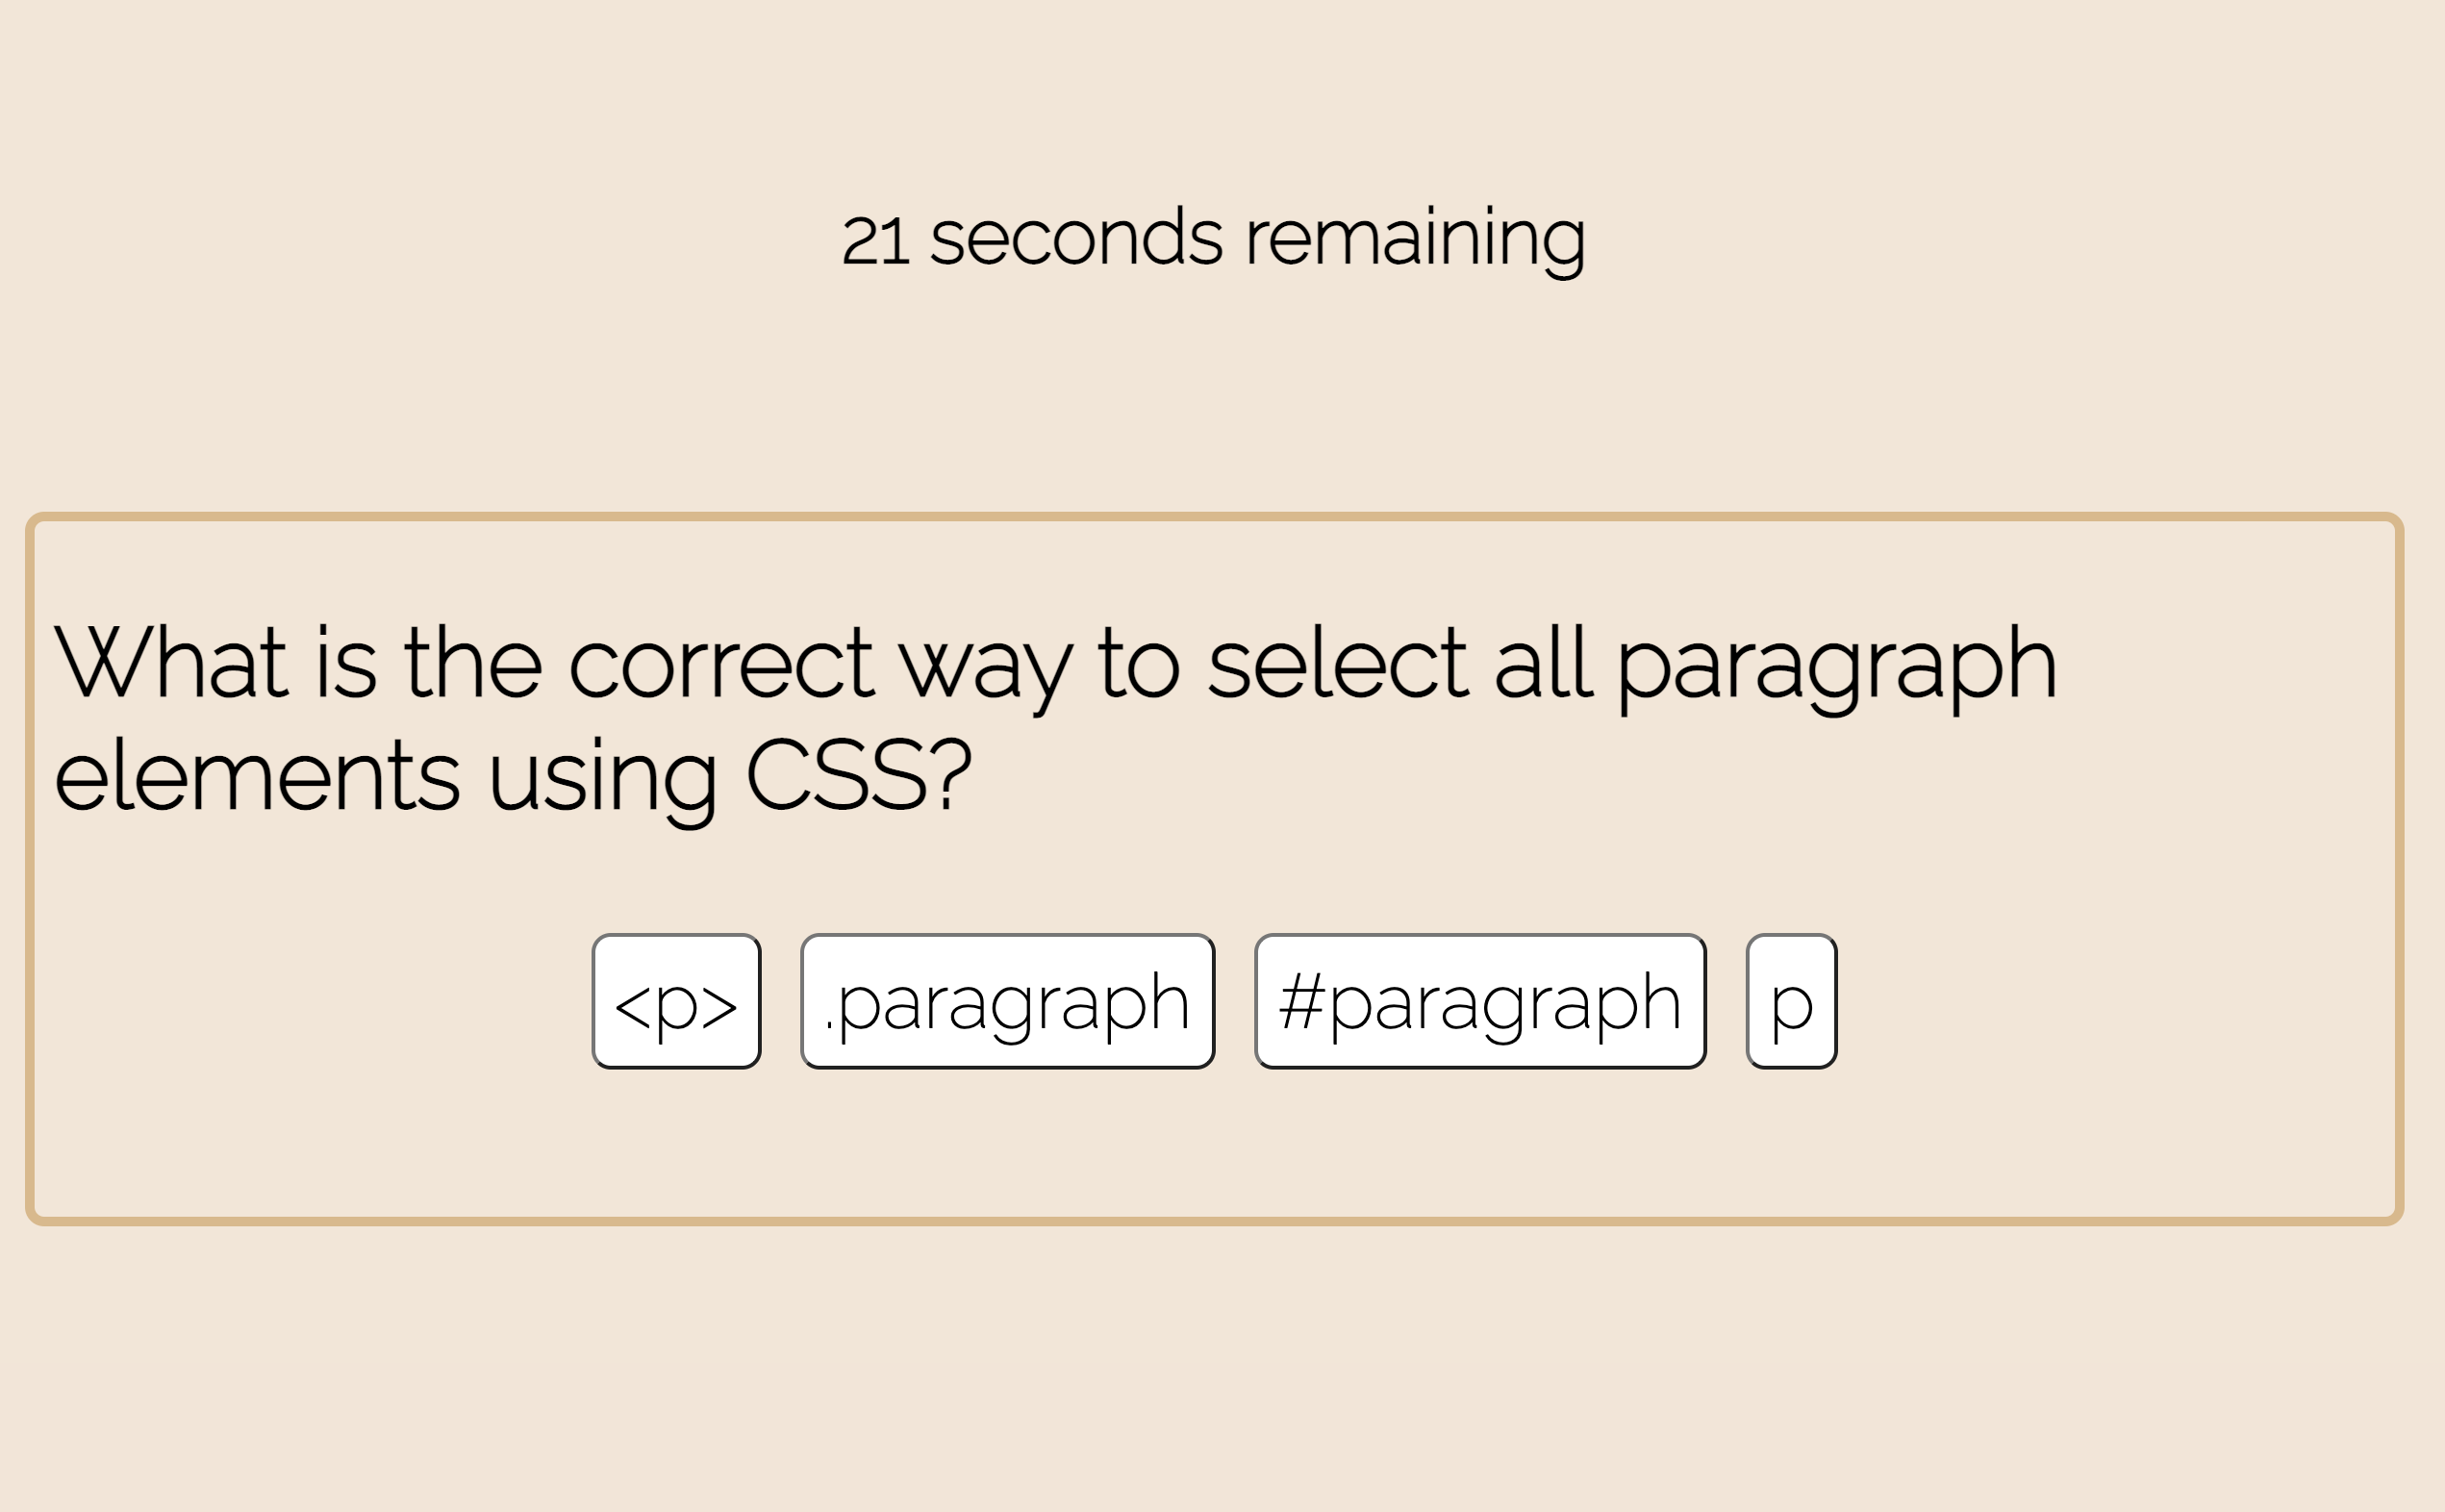 21 seconds remaining
What is the correct way to select all paragraph
elements using CSS?
<p> .paragraph #paragraph p